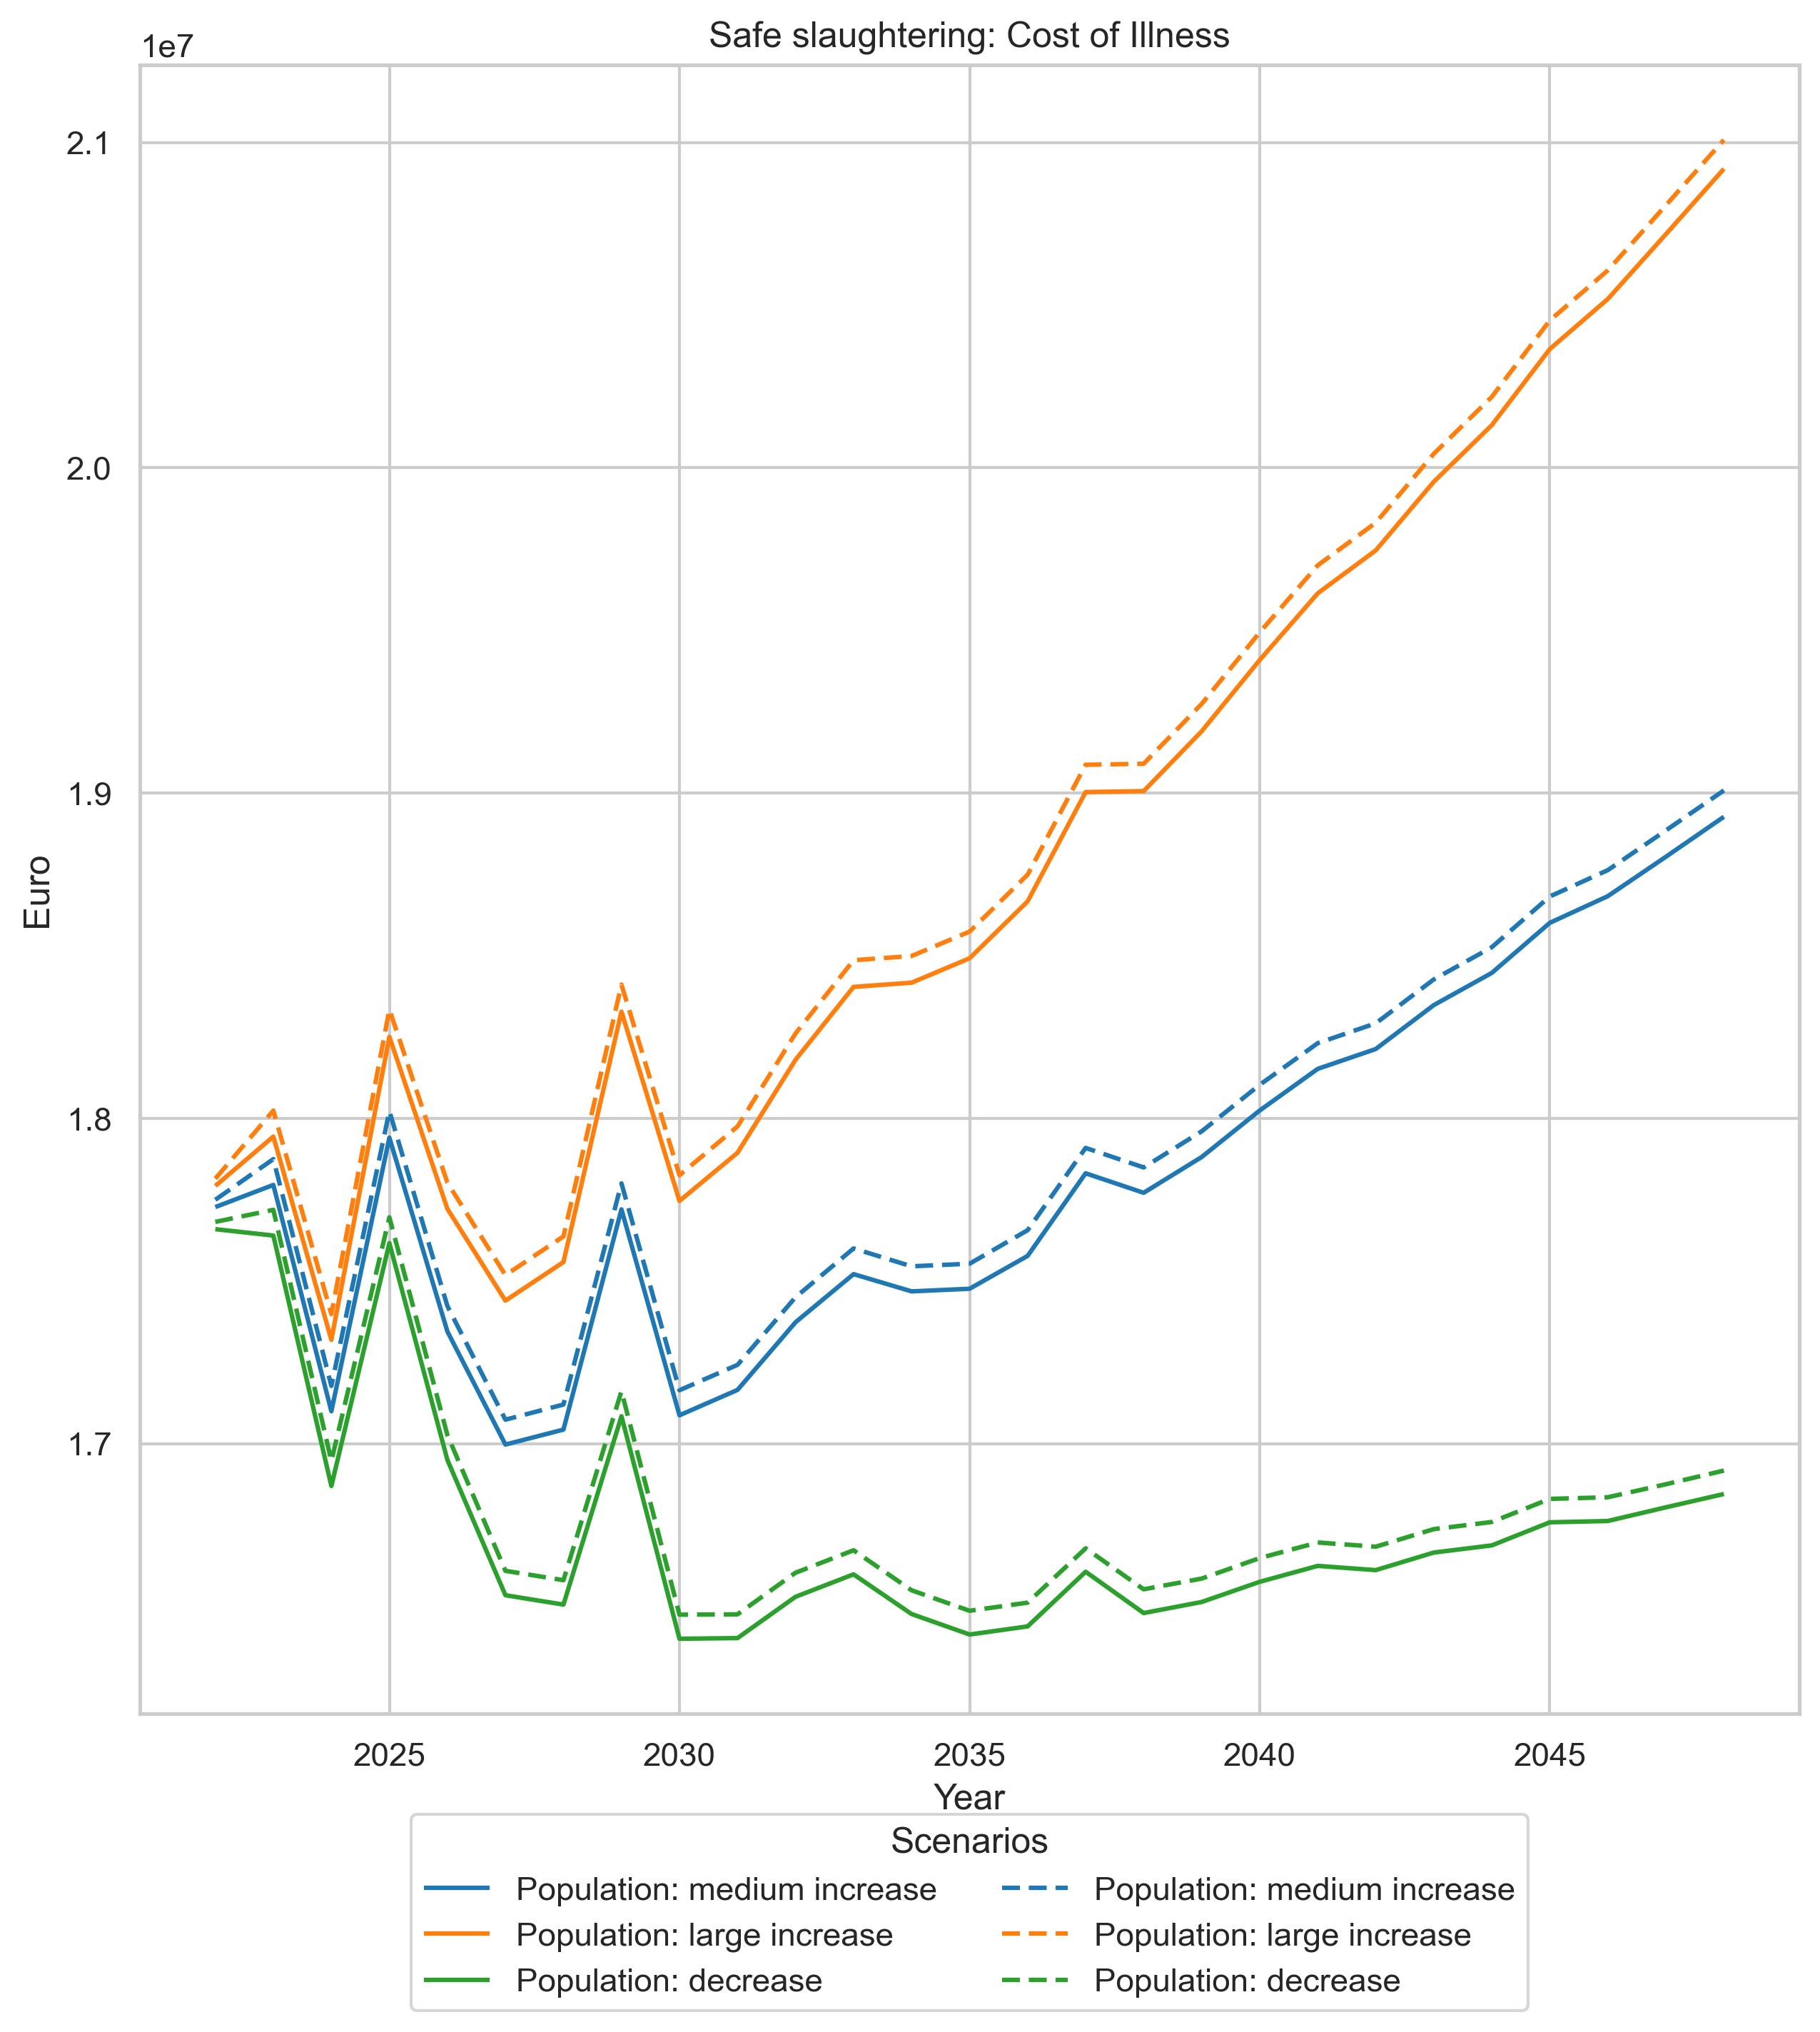 Safe slaughtering: Cost of Illness
1e7
2.1
2.0
1.9
1.8
1.7
Euro
2025 2030 2035 2040 2045
Year
Scenarios
Population: medium increase Population: medium increase
Population: large increase Population: large increase
Population: decrease Population: decrease